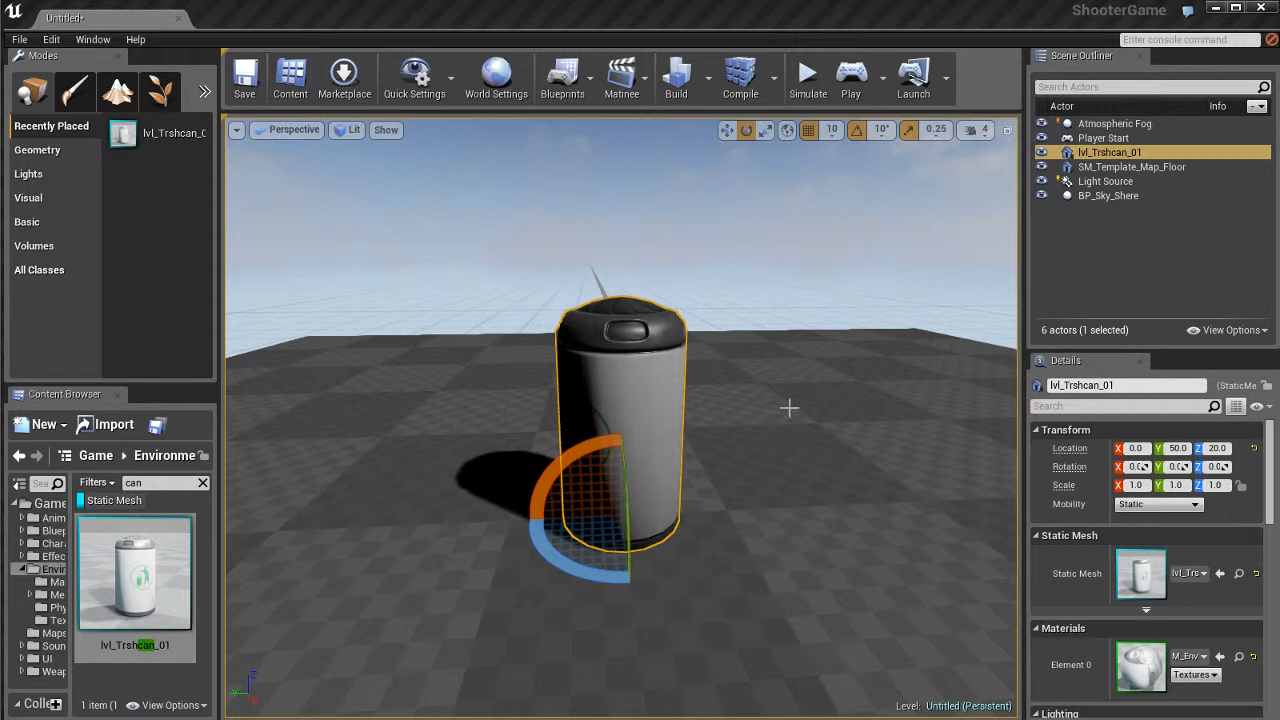 Untitled*
ShooterGame
File Edit Window Help
Enter console command
Modes
Recently Placed
Geometry
Lights
Visual
Basic
Volumes
All Classes
lvl_Trshcan_C
Save
Content
Marketplace
Quick Settings
World Settings
Blueprints
Matinee
Build
Compile
Simulate
Play
Launch
Perspective
Lit
Show
10
10°
0.25
4
Level: Untitled (Persistent)
Scene Outliner
Search Actors
Actor
Info
Atmospheric Fog
Player Start
lvl_Trshcan_01
SM_Template_Map_Floor
Light Source
BP_Sky_Shere
6 actors (1 selected)
View Options
Content Browser
New
Import
Game
Environme
Sea
Filters
can
Static Mesh
Game
Anim
Bluep
Chara
Effec
Envir
Ma
Me
Phy
Tex
Maps
Soun
UI
Weap
Colle
lvl_Trshcan_01
1 item (1
View Options
Details
lvl_Trshcan_01
(StaticMe
Search
Transform
Location X 0.0 Y 50.0 Z 20.0
Rotation X 0.0 Y 0.0 Z 0.0
Scale X 1.0 Y 1.0 Z 1.0
Mobility Static
Static Mesh
Static Mesh
lvl_Trs
Materials
Element 0
M_Env
Textures
Lighting